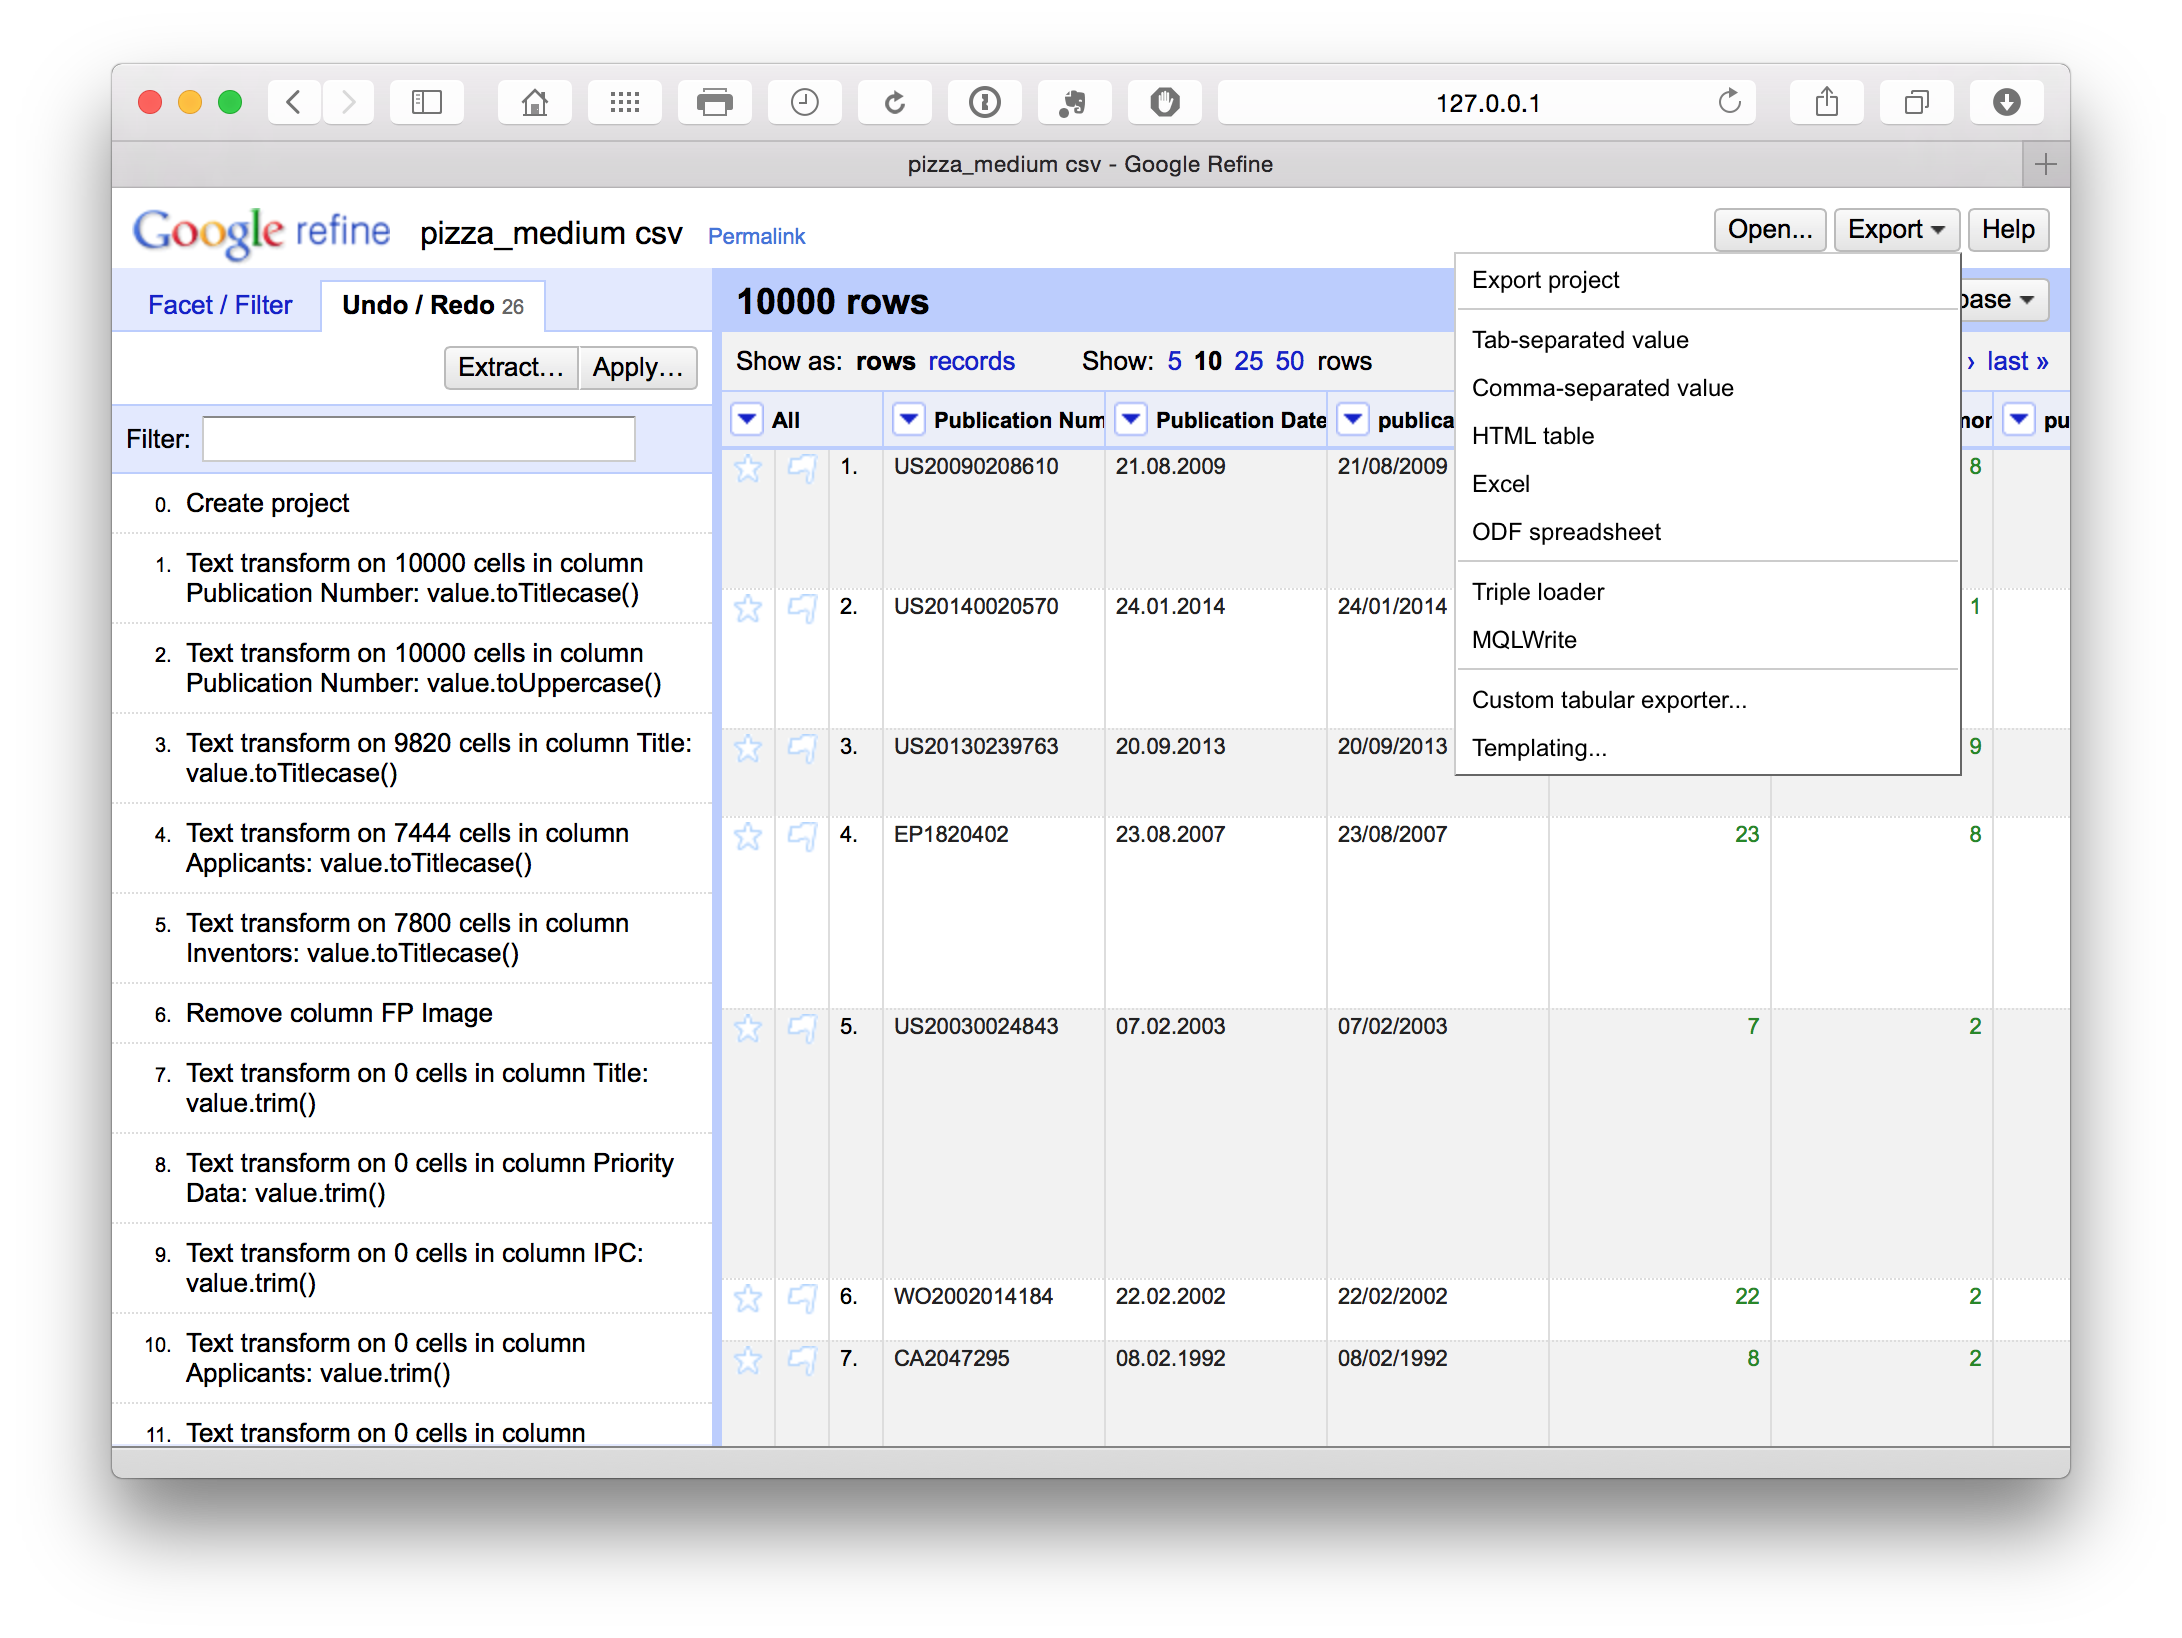 127.0.0.1
pizza_medium csv - Google Refine
Google refine pizza_medium csv Permalink
Open... Export Help
Facet / Filter Undo / Redo 26
Extract... Apply...
Filter:
0. Create project
1. Text transform on 10000 cells in column
Publication Number: value.toTitlecase()
2. Text transform on 10000 cells in column
Publication Number: value.toUppercase()
3. Text transform on 9820 cells in column Title:
value.toTitlecase()
4. Text transform on 7444 cells in column
Applicants: value.toTitlecase()
5. Text transform on 7800 cells in column
Inventors: value.toTitlecase()
6. Remove column FP Image
7. Text transform on 0 cells in column Title:
value.trim()
8. Text transform on 0 cells in column Priority
Data: value.trim()
9. Text transform on 0 cells in column IPC:
value.trim()
10. Text transform on 0 cells in column
Applicants: value.trim()
11. Text transform on 0 cells in column
10000 rows
base
Show as: rows records Show: 5 10 25 50 rows
› last »
All Publication Num Publication Date publica mon pu
1. US20090208610 21.08.2009 21/08/2009 8
2. US20140020570 24.01.2014 24/01/2014 1
3. US20130239763 20.09.2013 20/09/2013 9
4. EP1820402 23.08.2007 23/08/2007 23 8
5. US20030024843 07.02.2003 07/02/2003 7 2
6. WO2002014184 22.02.2002 22/02/2002 22 2
7. CA2047295 08.02.1992 08/02/1992 8 2
Export project
Tab-separated value
Comma-separated value
HTML table
Excel
ODF spreadsheet
Triple loader
MQLWrite
Custom tabular exporter...
Templating...